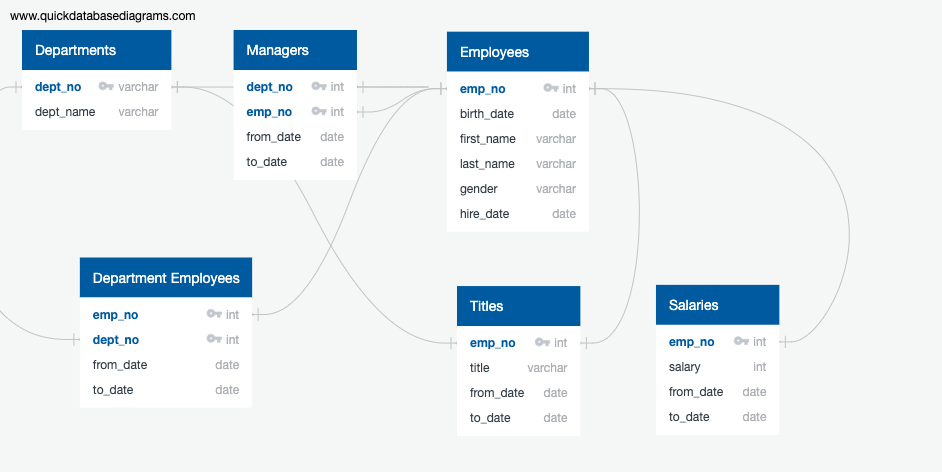 www.quickdatabasediagrams.com
Departments
dept_no varchar
dept_name varchar
Managers
dept_no int
emp_no int
from_date date
to_date date
Employees
emp_no int
birth_date date
first_name varchar
last_name varchar
gender varchar
hire_date date
Department Employees
emp_no int
dept_no int
from_date date
to_date date
Titles
emp_no int
title varchar
from_date date
to_date date
Salaries
emp_no int
salary int
from_date date
to_date date